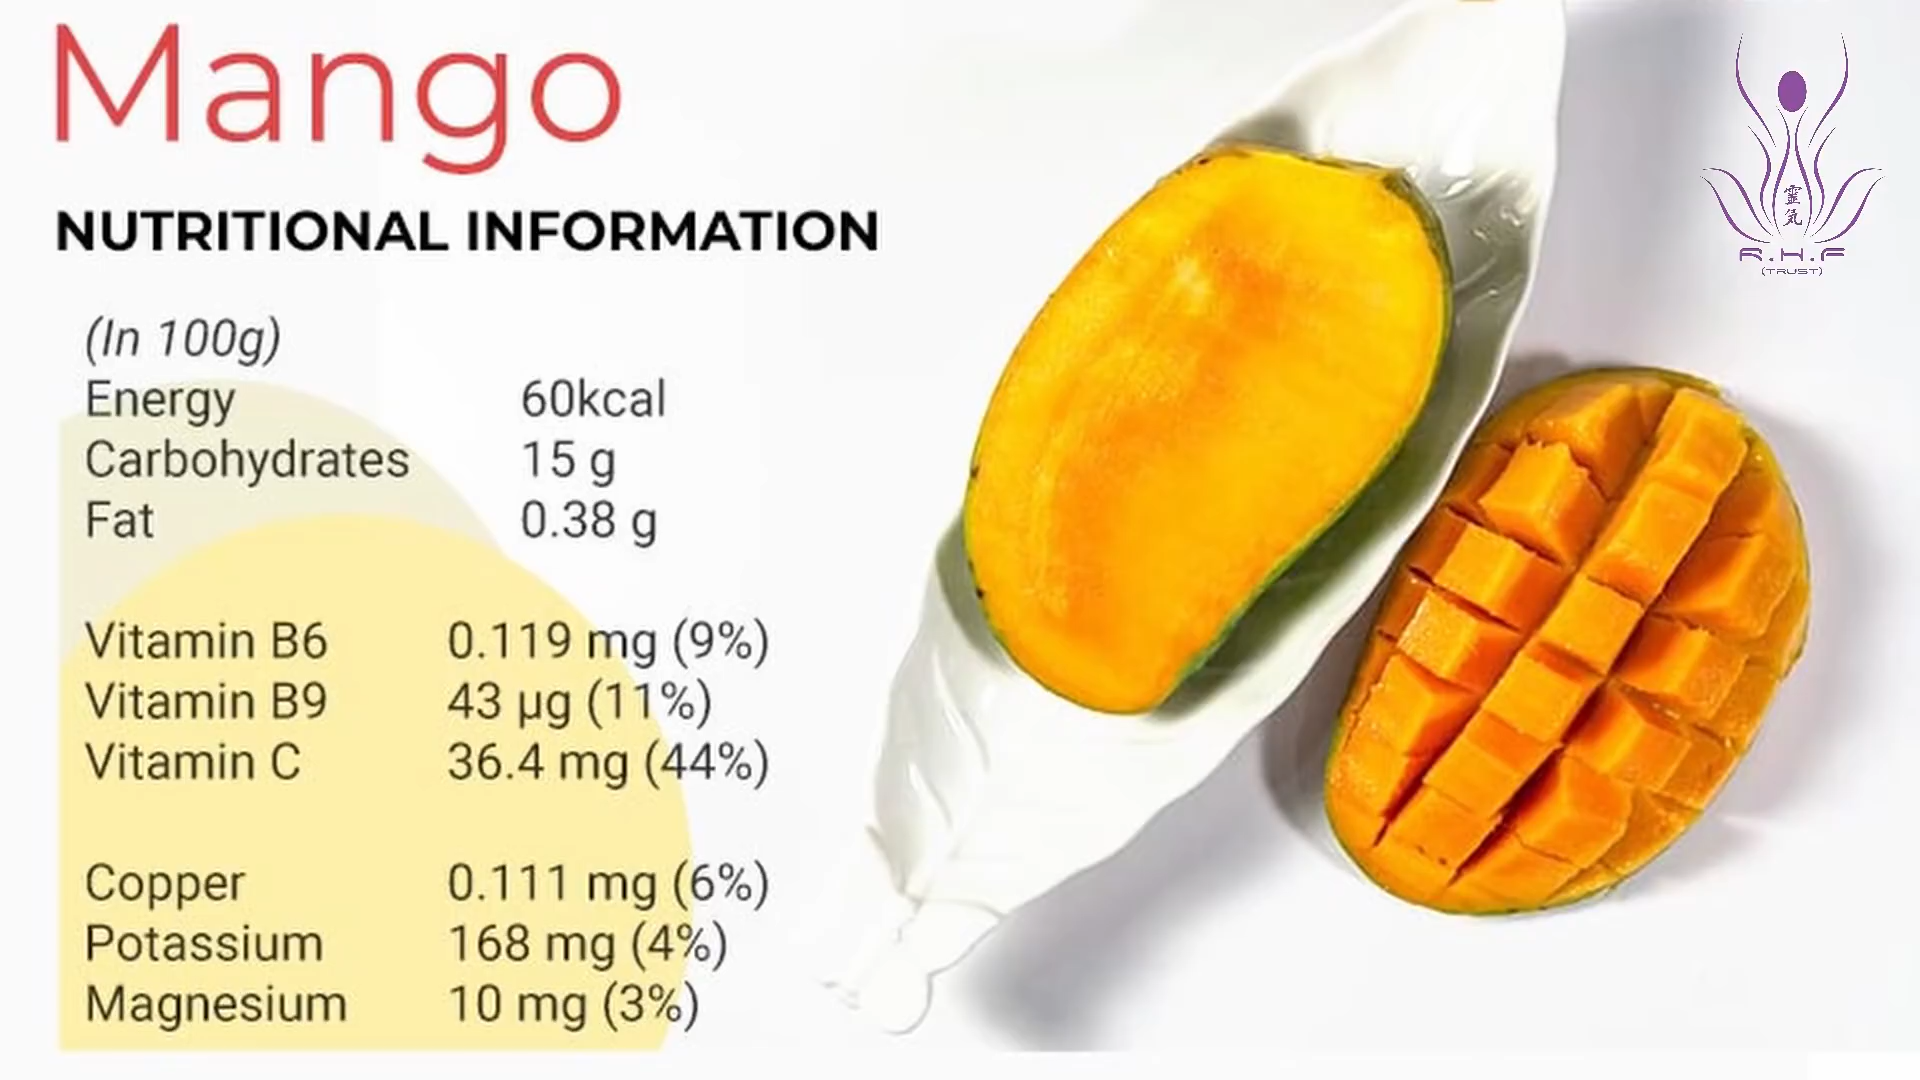 Mango
NUTRITIONAL INFORMATION
(In 100g)
Energy 60kcal
Carbohydrates 15 g
Fat 0.38 g
Vitamin B6 0.119 mg (9%)
Vitamin B9 43 µg (11%)
Vitamin C 36.4 mg (44%)
Copper 0.111 mg (6%)
Potassium 168 mg (4%)
Magnesium 10 mg (3%)
靈
氣
R.H.F
(TRUST)